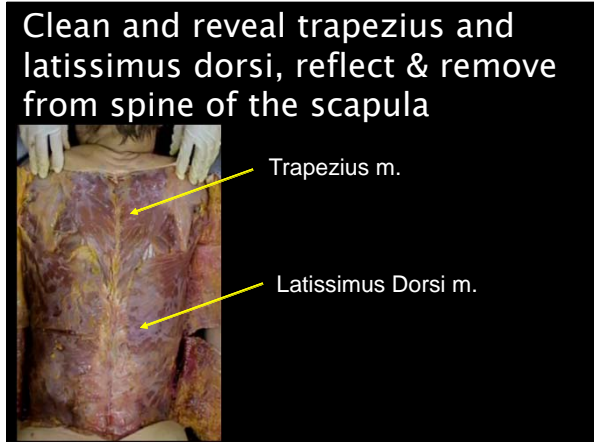 Clean and reveal trapezius and
latissimus dorsi, reflect & remove
from spine of the scapula
Trapezius m.
Latissimus Dorsi m.